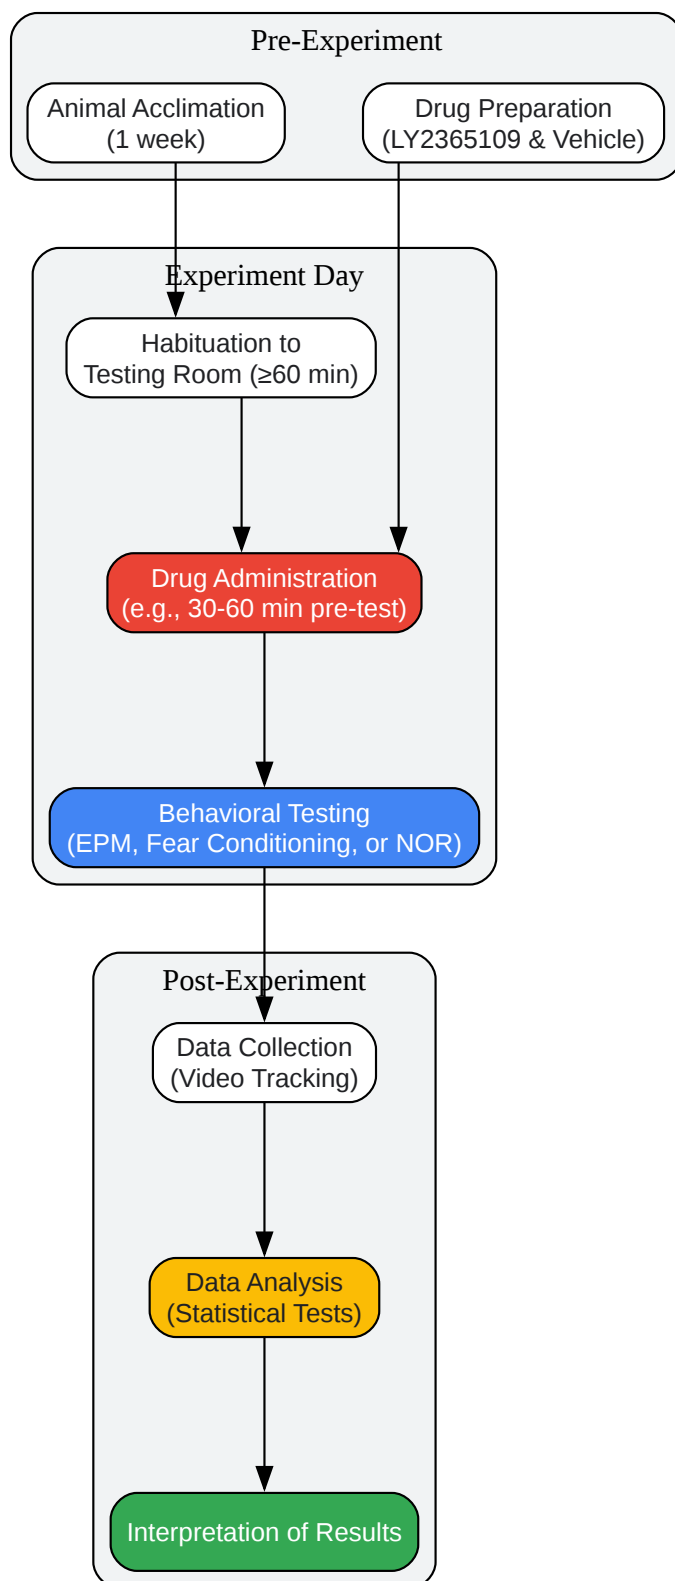 Pre-Experiment
Animal Acclimation
(1 week)
Drug Preparation
(LY2365109 & Vehicle)
Experiment Day
Habituation to
Testing Room (≥60 min)
Drug Administration
(e.g., 30-60 min pre-test)
Behavioral Testing
(EPM, Fear Conditioning, or NOR)
Post-Experiment
Data Collection
(Video Tracking)
Data Analysis
(Statistical Tests)
Interpretation of Results